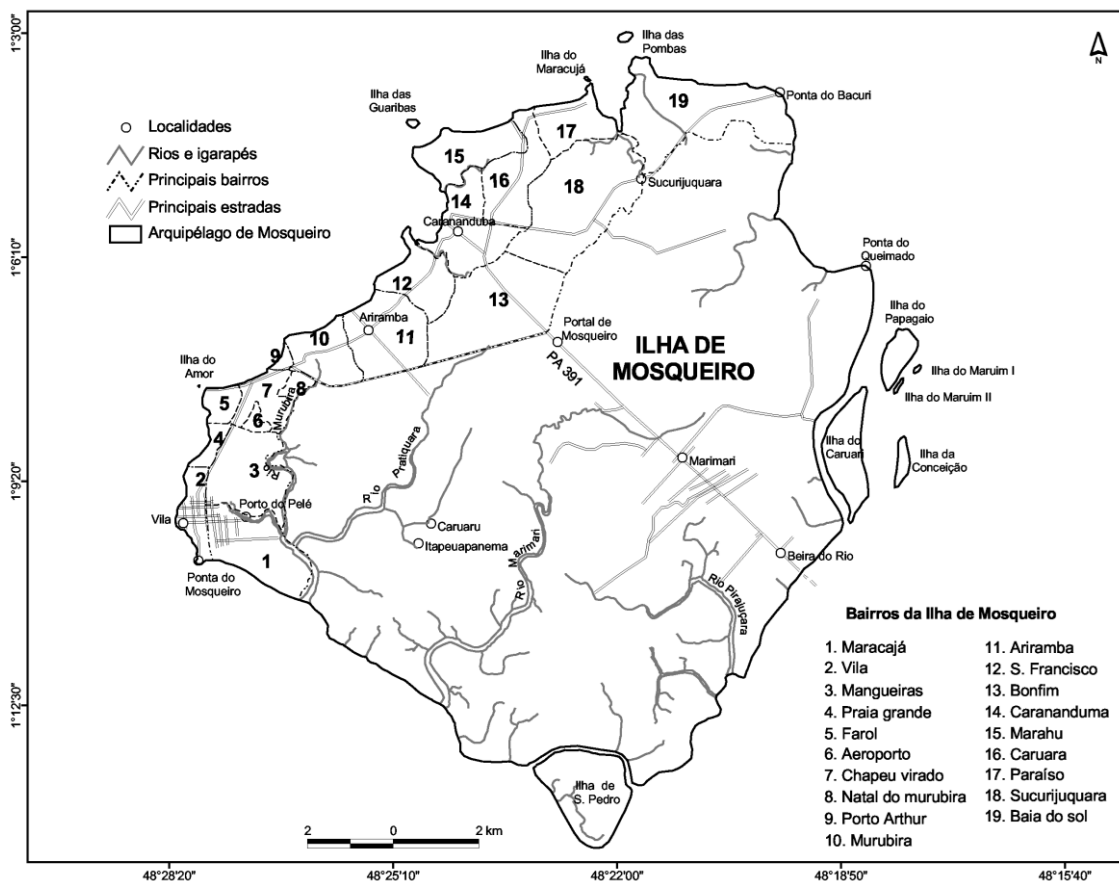 1°3'00"
1°6'10"
1°9'20"
1°12'30"
Ilha das
Pombas
Ilha do
Maracujá
Ilha das
Guaribas
N
Localidades
Rios e igarapés
Principais bairros
Principais estradas
Arquipélago de Mosqueiro
19
Ponta do Bacuri
17
15
16
18
Sucurijuquara
14
Carananduba
Ponta do
Queimado
12
13
Ariramba
10
11
Portal de
Mosqueiro
PA 391
ILHA DE
MOSQUEIRO
Ilha do
Papagaio
Ilha do Maruim I
Ilha do Maruim II
9
Ilha do
Amor
7
8
5
6
Rio Murubira
4
3
2
Rio Pratiquara
Ilha do
Caruari
Ilha da
Conceição
Marimari
Vila
Porto do Pelé
Caruaru
Itapeuapanema
Rio Marimari
Beira do Rio
1
Ponta do
Mosqueiro
Rio Pirajuçara
Ilha de
S. Pedro
Bairros da Ilha de Mosqueiro
1. Maracajá
2. Vila
3. Mangueiras
4. Praia grande
5. Farol
6. Aeroporto
7. Chapeu virado
8. Natal do murubira
9. Porto Arthur
10. Murubira
11. Ariramba
12. S. Francisco
13. Bonfim
14. Carananduma
15. Marahu
16. Caruara
17. Paraíso
18. Sucurijuquara
19. Baia do sol
2 0 2 km
48°28'20" 48°25'10" 48°22'00" 48°18'50" 48°15'40"